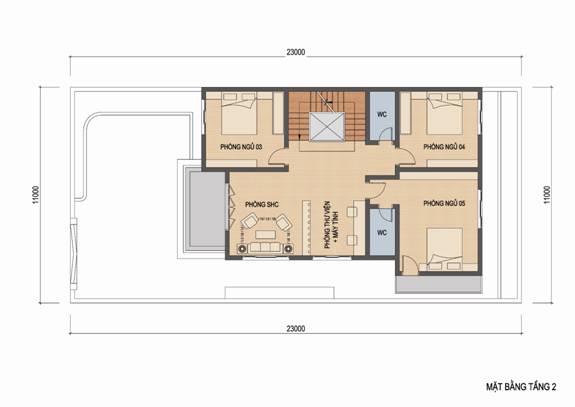 23000
11000
PHÒNG NGỦ 03
WC
PHÒNG NGỦ 04
PHÒNG SHC
PHÒNG THƯ VIỆN
+ MÁY TÍNH
WC
PHÒNG NGỦ 05
11000
23000
MẶT BẰNG TẦNG 2